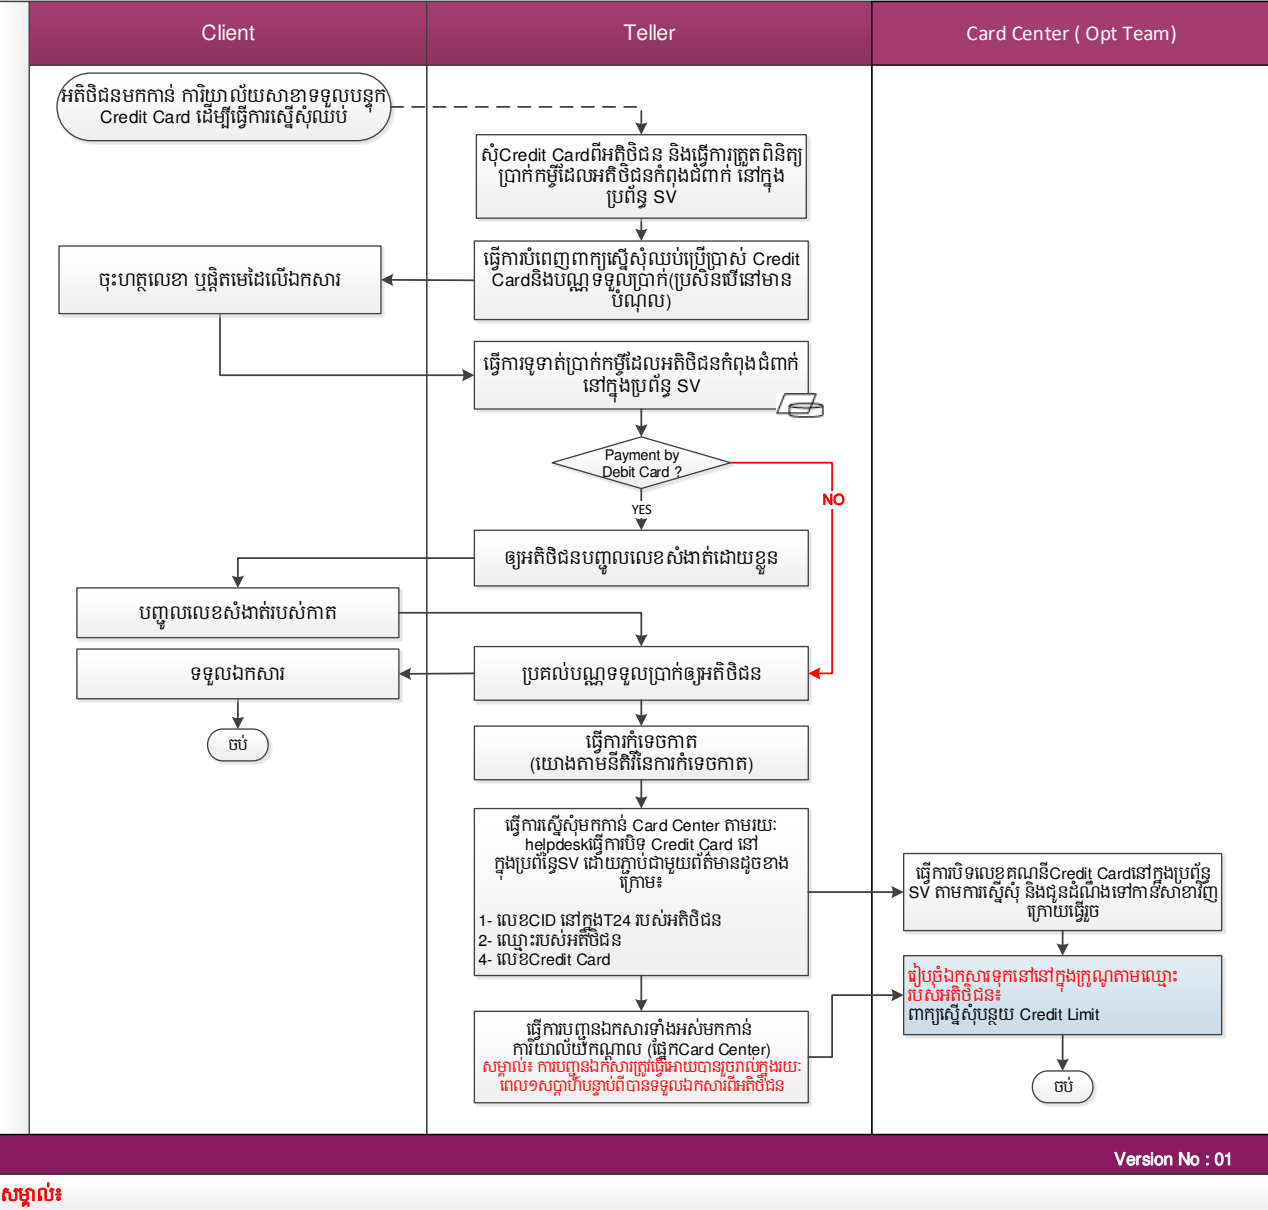 Client
Teller
Card Center ( Opt Team)
អតិថិជនមកកាន់ ការិយាល័យសាខាទទួលបន្ទុក
Credit Card ដើម្បីធ្វើការស្នើសុំឈប់
សុំCredit Cardពីអតិថិជន និងធ្វើការត្រួតពិនិត្យ
ប្រាក់កម្ចីដែលអតិថិជនកំពុងជំពាក់ នៅក្នុង
ប្រព័ន្ធ SV
ធ្វើការបំពេញពាក្យស្នើសុំឈប់ប្រើប្រាស់ Credit
Cardនិងបណ្ណទទួលប្រាក់(ប្រសិនបើនៅមាន
បំណុល)
ចុះហត្ថលេខា ឬផ្តិតមេដៃលើឯកសារ
ធ្វើការទូទាត់ប្រាក់កម្ចីដែលអតិថិជនកំពុងជំពាក់
នៅក្នុងប្រព័ន្ធ SV
Payment by
Debit Card ?
NO
YES
ឲ្យអតិថិជនបញ្ចូលលេខសំងាត់ដោយខ្លួន
បញ្ចូលលេខសំងាត់របស់កាត
ទទួលឯកសារ
ប្រគល់បណ្ណទទួលប្រាក់ឲ្យអតិថិជន
ចប់
ធ្វើការកំទេចកាត
(យោងតាមនីតិវិនៃការកំទេចកាត)
ធ្វើការស្នើសុំមកកាន់ Card Center តាមរយៈ
helpdeskធ្វើការបិទ Credit Card នៅ
ក្នុងប្រព័ន្ធៃSV ដោយភ្ជាប់ជាមួយព័ត៌មានដូចខាង
ក្រោម៖
1- លេខCID នៅក្នុងT24 របស់អតិថិជន
2- ឈ្មោះរបស់អតិថិជន
4- លេខCredit Card
ធ្វើការបិទលេខគណនីCredit Cardនៅក្នុងប្រព័ន្ធ
SV តាមការស្នើសុំ និងជូនដំណឹងទៅកាន់សាខាវិញ
ក្រោយធ្វើរួច
រៀបចំឯកសារទុកនៅនៅក្នុងក្រូណូតាមឈ្មោះ
របស់អតិថិជន៖
ពាក្យស្នើសុំបន្ថយ Credit Limit
ធ្វើការបញ្ជូនឯកសារទាំងអស់មកកាន់
ការិយាល័យកណ្តាល (ផ្នែកCard Center)
សម្គាល់៖ ការបញ្ជូនឯកសារត្រូវធ្វើអោយបានរួចរាល់ក្នុងរយៈ
ពេល១សប្តាហ៍បន្ទាប់ពីបានទទួលឯកសារពីអតិថិជន
ចប់
Version No : 01
សម្គាល់៖